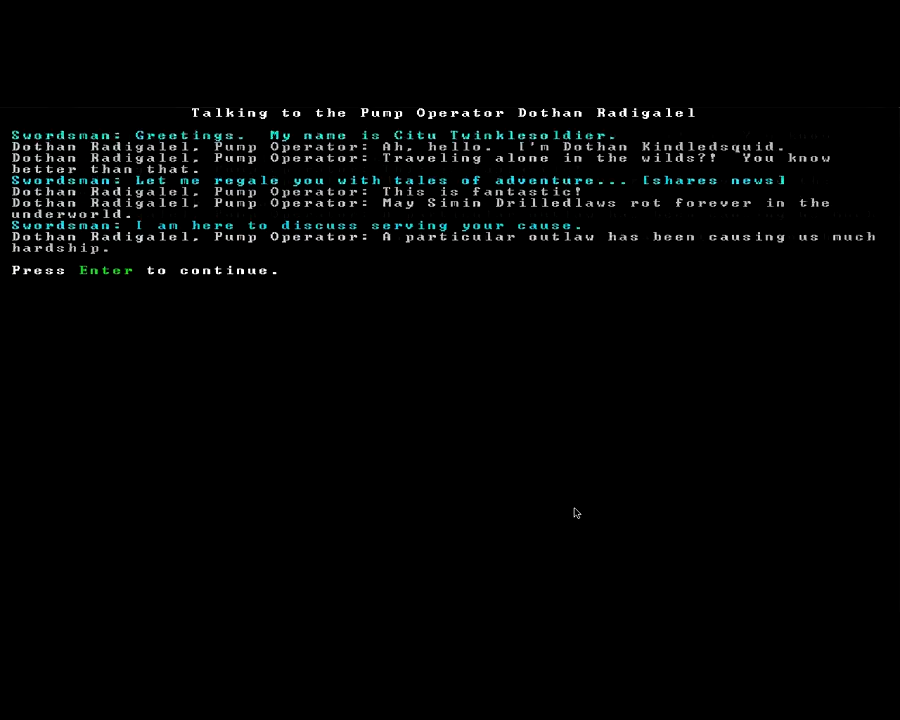 Talking to the Pump Operator Dothan Radigalel
Swordsman: Greetings.  My name is Citu Twinklesoldier.
Dothan Radigalel, Pump Operator: Ah, hello.  I'm Dothan Kindledsquid.
Dothan Radigalel, Pump Operator: Traveling alone in the wilds?!  You know
better than that.
Swordsman: Let me regale you with tales of adventure... [shares news]
Dothan Radigalel, Pump Operator: This is fantastic!
Dothan Radigalel, Pump Operator: May Simin Drilledlaws rot forever in the
underworld.
Swordsman: I am here to discuss serving your cause.
Dothan Radigalel, Pump Operator: A particular outlaw has been causing us much
hardship.
Press Enter to continue.